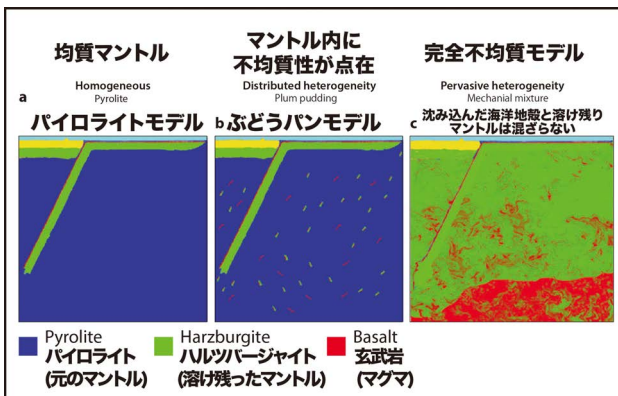 均質マントル
Homogeneous
Pyrolite
a
パイロライトモデル
マントル内に
不均質性が点在
Distributed heterogeneity
Plum pudding
b ぶどうパンモデル
完全不均質モデル
Pervasive heterogeneity
Mechanial mixture
c 沈み込んだ海洋地殻と溶け残り
マントルは混ざらない
Pyrolite
パイロライト
(元のマントル)
Harzburgite
ハルツバージャイト
(溶け残ったマントル)
Basalt
玄武岩
(マグマ)